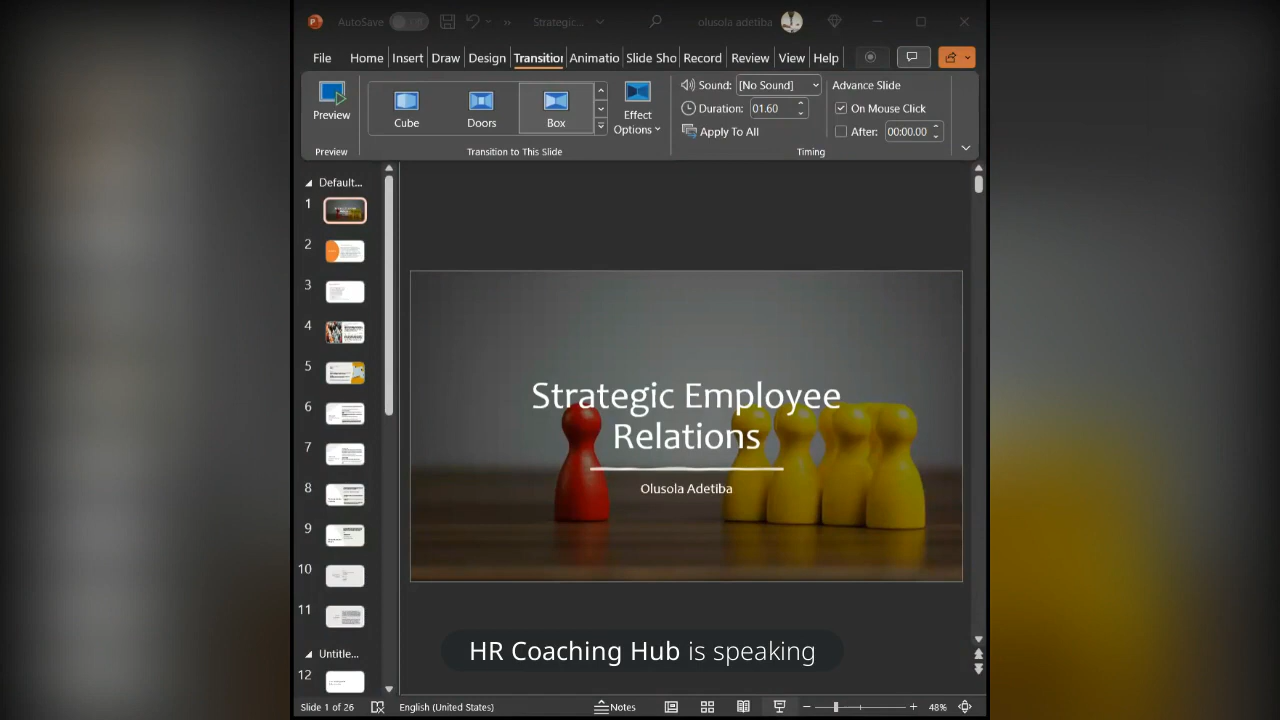 AutoSave Off Strategic... olusola adetiba
File Home Insert Draw Design Transition Animatio Slide Sho Record Review View Help
Preview
Cube Doors Box
Effect
Options
Sound: [No Sound]
Duration: 01.60
Apply To All
Advance Slide
On Mouse Click
After: 00:00.00
Preview Transition to This Slide Timing
Default...
1
2
3
4
5
6
7
8
9
10
11
Untitle...
12
Strategic Employee
Relations
Olusola Adetiba
HR Coaching Hub is speaking
Slide 1 of 26 English (United States) Notes 48%